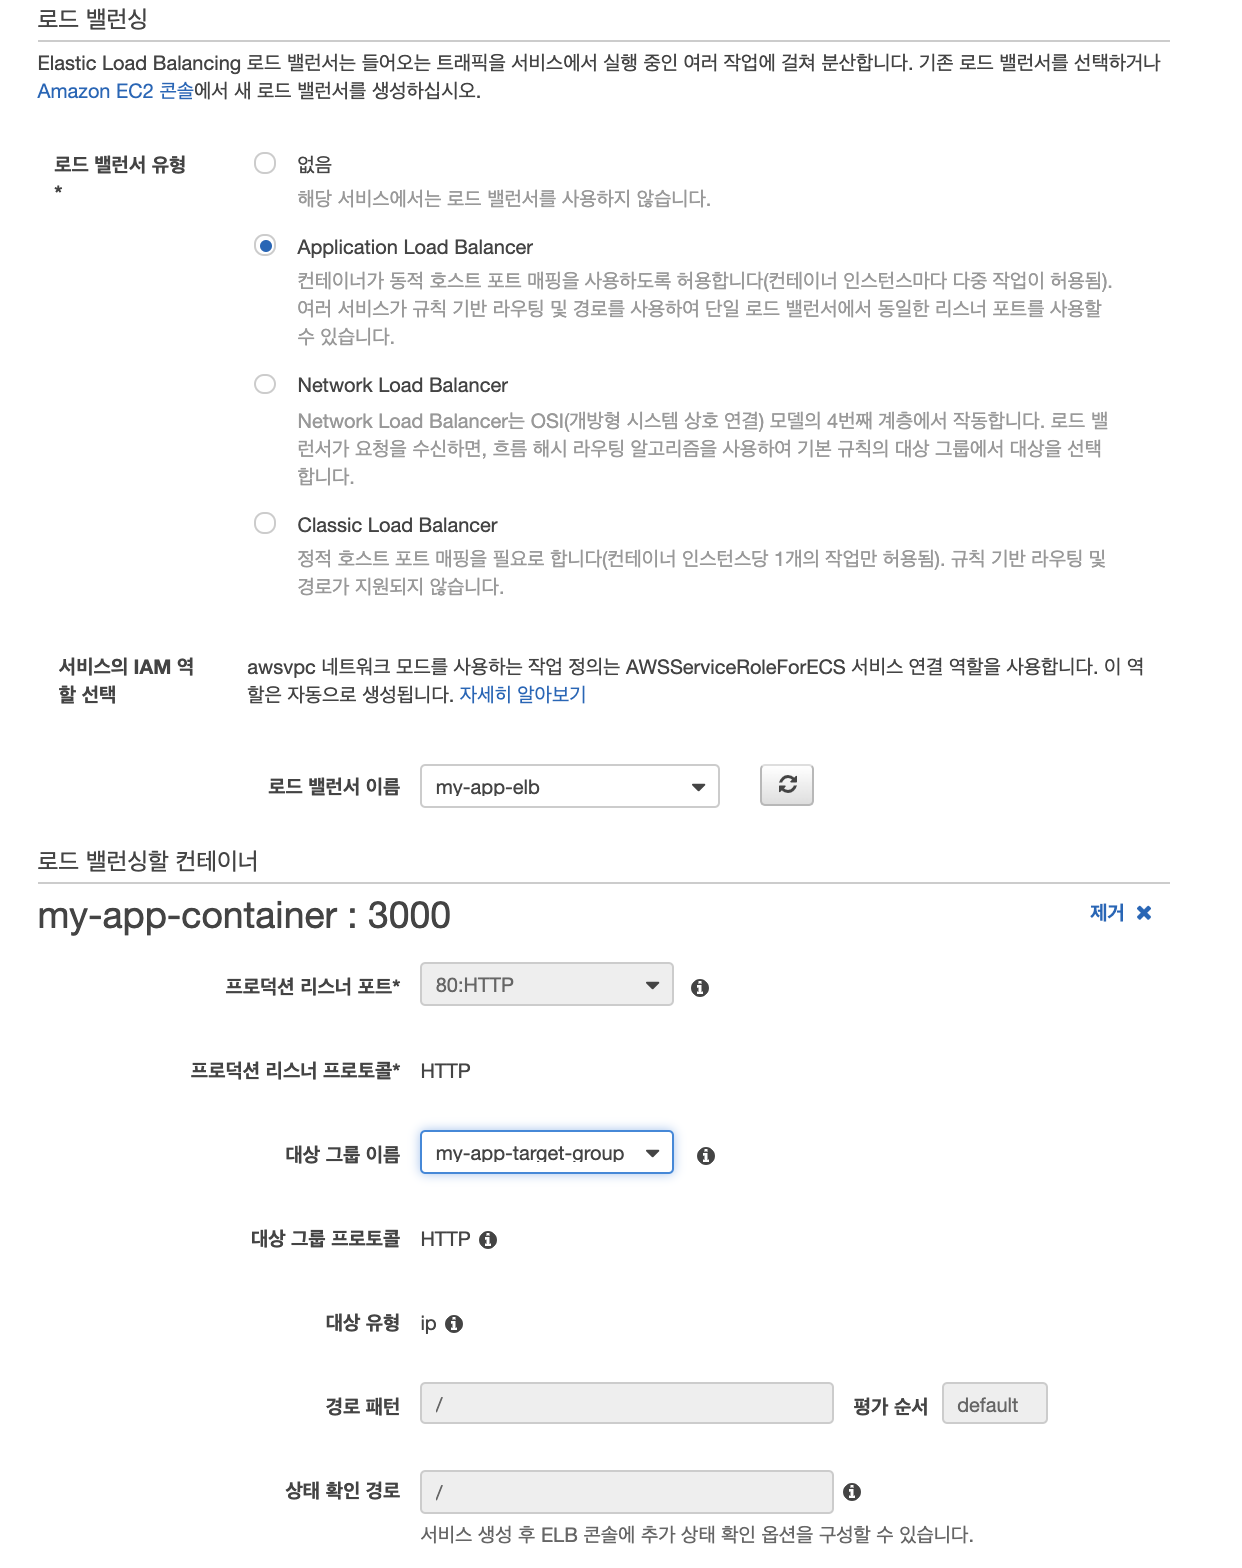 로드 밸런싱
Elastic Load Balancing 로드 밸런서는 들어오는 트래픽을 서비스에서 실행 중인 여러 작업에 걸쳐 분산합니다. 기존 로드 밸런서를 선택하거나
Amazon EC2 콘솔에서 새 로드 밸런서를 생성하십시오.
로드 밸런서 유형
*
없음
해당 서비스에서는 로드 밸런서를 사용하지 않습니다.
Application Load Balancer
컨테이너가 동적 호스트 포트 매핑을 사용하도록 허용합니다(컨테이너 인스턴스마다 다중 작업이 허용됨).
여러 서비스가 규칙 기반 라우팅 및 경로를 사용하여 단일 로드 밸런서에서 동일한 리스너 포트를 사용할
수 있습니다.
Network Load Balancer
Network Load Balancer는 OSI(개방형 시스템 상호 연결) 모델의 4번째 계층에서 작동합니다. 로드 밸
런서가 요청을 수신하면, 흐름 해시 라우팅 알고리즘을 사용하여 기본 규칙의 대상 그룹에서 대상을 선택
합니다.
Classic Load Balancer
정적 호스트 포트 매핑을 필요로 합니다(컨테이너 인스턴스당 1개의 작업만 허용됨). 규칙 기반 라우팅 및
경로가 지원되지 않습니다.
서비스의 IAM 역
할 선택
awsvpc 네트워크 모드를 사용하는 작업 정의는 AWSServiceRoleForECS 서비스 연결 역할을 사용합니다. 이 역
할은 자동으로 생성됩니다. 자세히 알아보기
로드 밸런서 이름 my-app-elb
로드 밸런싱할 컨테이너
my-app-container : 3000
제거
프로덕션 리스너 포트* 80:HTTP
프로덕션 리스너 프로토콜* HTTP
대상 그룹 이름 my-app-target-group
대상 그룹 프로토콜 HTTP
대상 유형 ip
경로 패턴 / 평가 순서 default
상태 확인 경로 /
서비스 생성 후 ELB 콘솔에 추가 상태 확인 옵션을 구성할 수 있습니다.